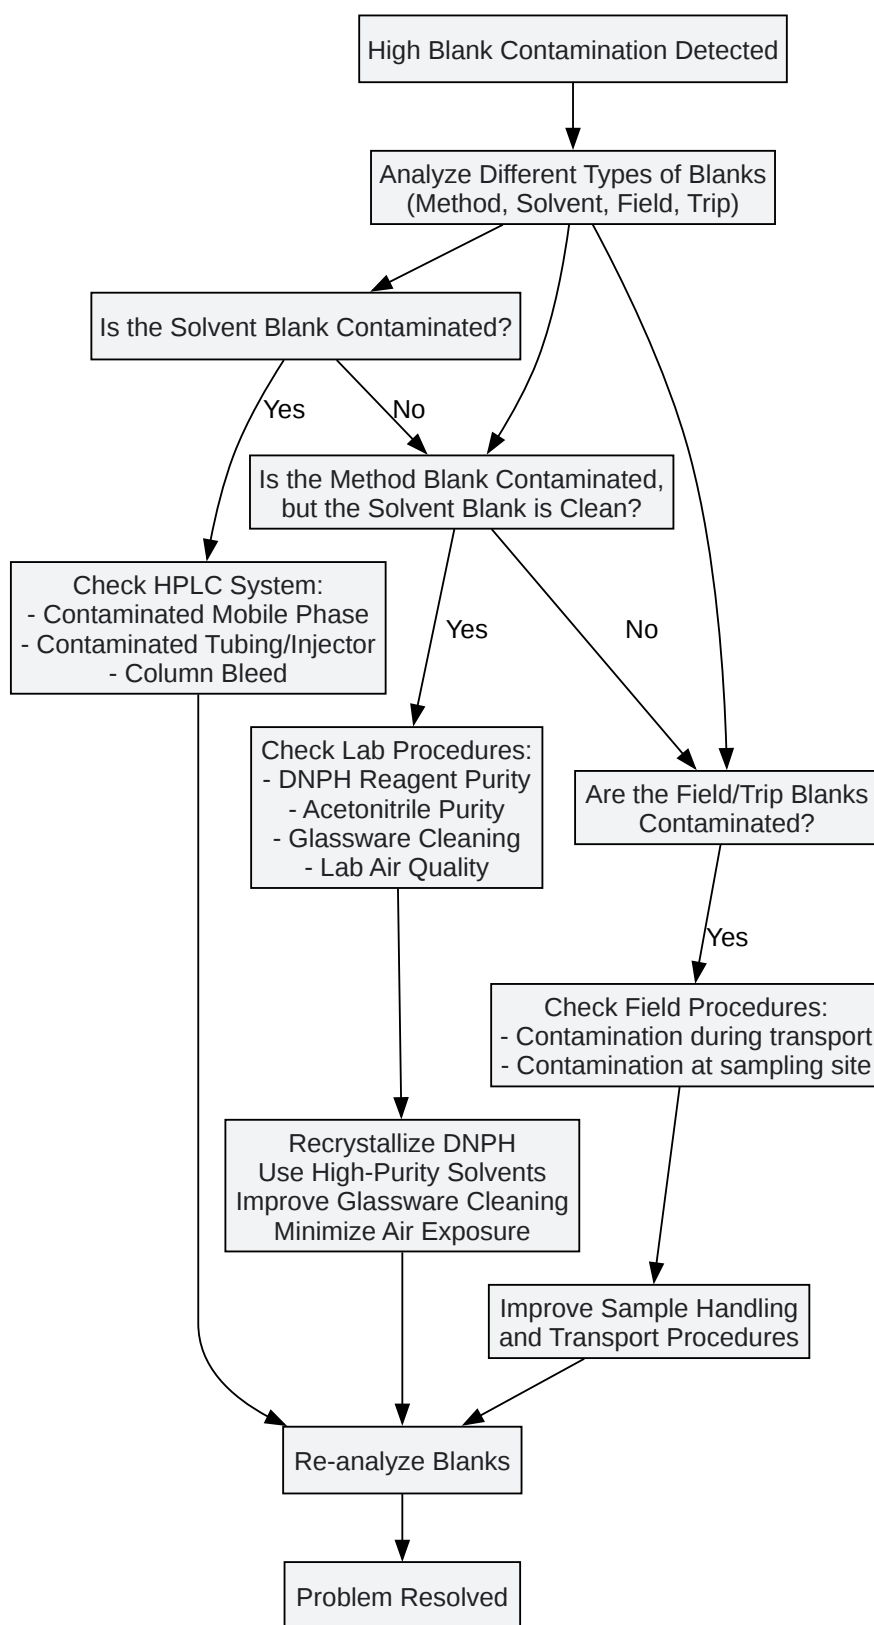 High Blank Contamination Detected
Analyze Different Types of Blanks
(Method, Solvent, Field, Trip)
Is the Solvent Blank Contaminated?
Yes
No
Is the Method Blank Contaminated,
but the Solvent Blank is Clean?
Check HPLC System:
- Contaminated Mobile Phase
- Contaminated Tubing/Injector
- Column Bleed
Yes
No
Check Lab Procedures:
- DNPH Reagent Purity
- Acetonitrile Purity
- Glassware Cleaning
- Lab Air Quality
Are the Field/Trip Blanks
Contaminated?
Yes
Check Field Procedures:
- Contamination during transport
- Contamination at sampling site
Recrystallize DNPH
Use High-Purity Solvents
Improve Glassware Cleaning
Minimize Air Exposure
Improve Sample Handling
and Transport Procedures
Re-analyze Blanks
Problem Resolved